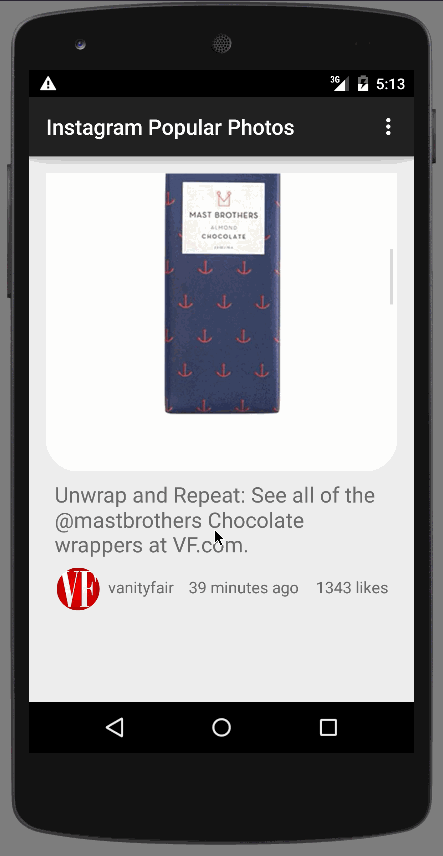 3G 5:13
Instagram Popular Photos
MAST BROTHERS
ALMOND
CHOCOLATE
Unwrap and Repeat: See all of the
@mastbrothers Chocolate
wrappers at VF.com.
VF vanityfair 39 minutes ago 1343 likes